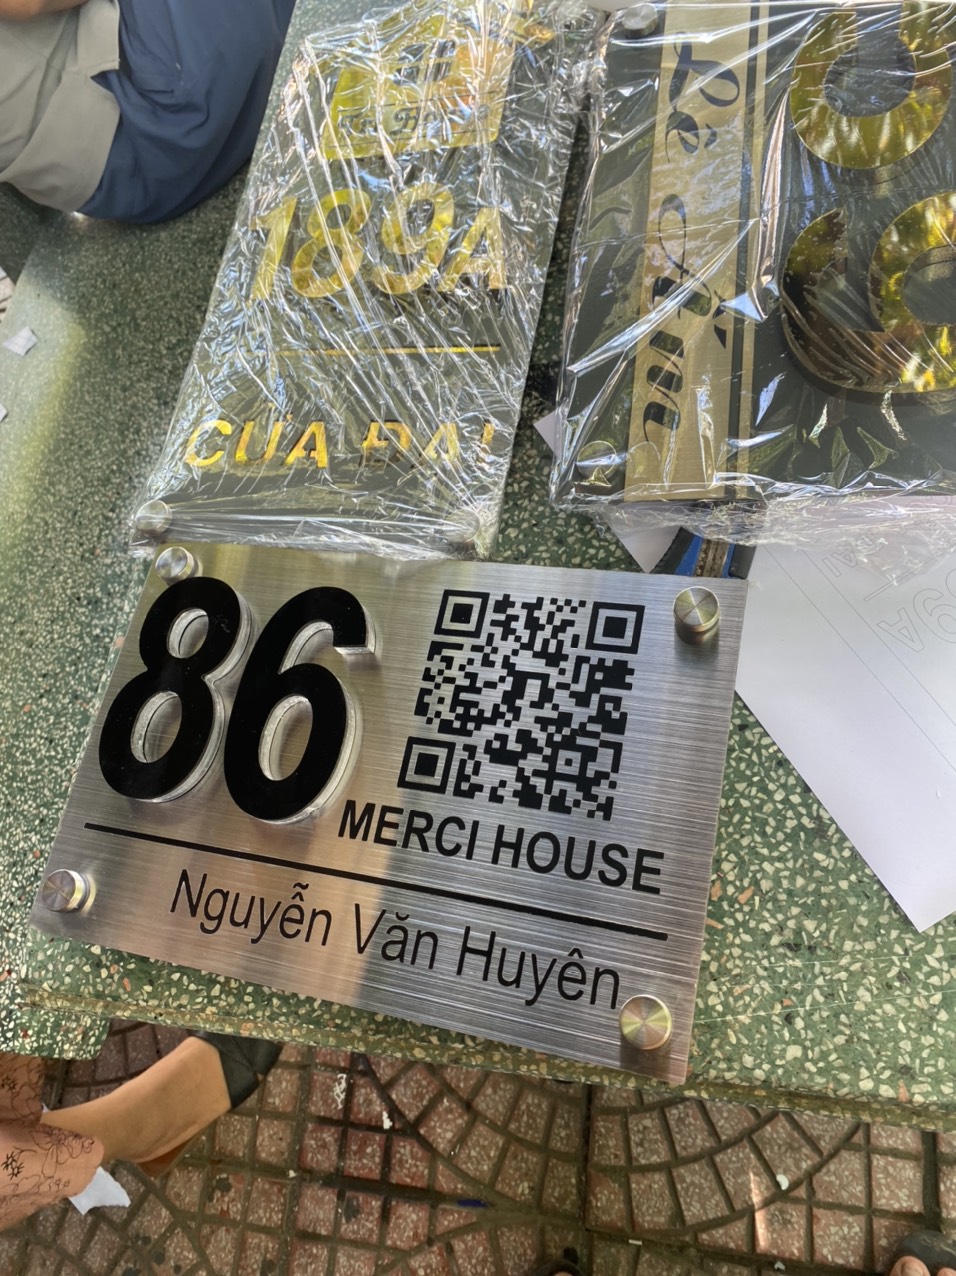 189A
CỬA ĐẠI
86
MERCI HOUSE
Nguyễn Văn Huyên